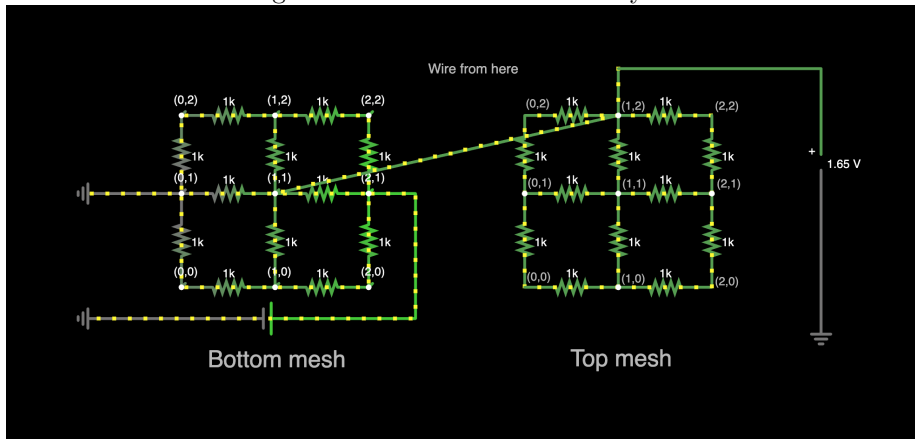 Wire from here
(0,2) 1k (1,2) 1k (2,2)
(0,2) 1k (1,2) 1k (2,2)
1k 1k 1k
1k 1k 1k
+
1.65 V
(0,1) 1k (1,1) 1k (2,1)
(0,1) 1k (1,1) 1k (2,1)
1k 1k 1k
1k 1k 1k
(0,0) 1k (1,0) 1k (2,0)
(0,0) 1k (1,0) 1k (2,0)
Bottom mesh
Top mesh